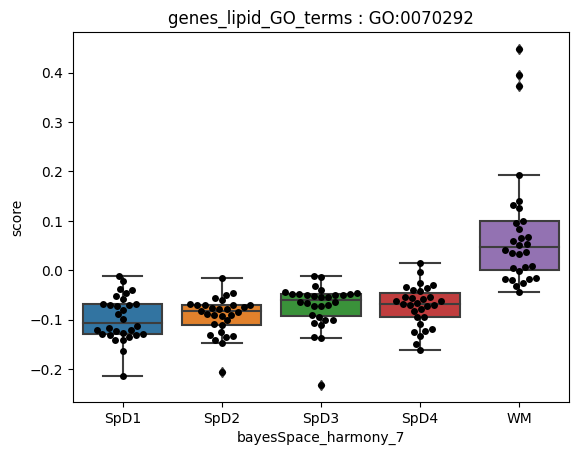 genes_lipid_GO_terms : GO:0070292
score
0.4
0.3
0.2
0.1
0.0
−0.1
−0.2
SpD1 SpD2 SpD3 SpD4 WM
bayesSpace_harmony_7